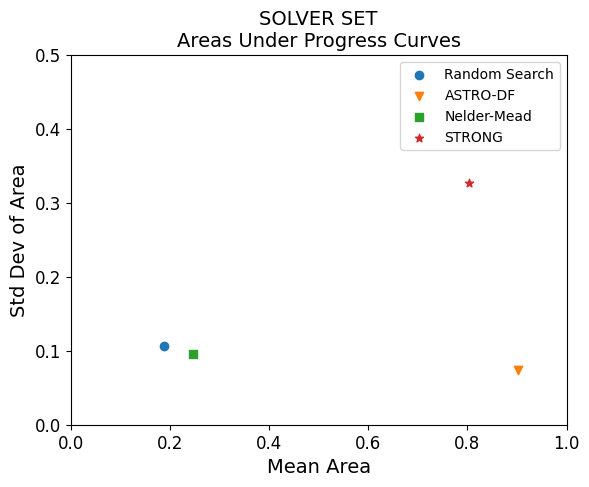 SOLVER SET
Areas Under Progress Curves
0.5
0.4
0.3
0.2
0.1
0.0
Std Dev of Area
Random Search
ASTRO-DF
Nelder-Mead
STRONG
0.0 0.2 0.4 0.6 0.8 1.0
Mean Area